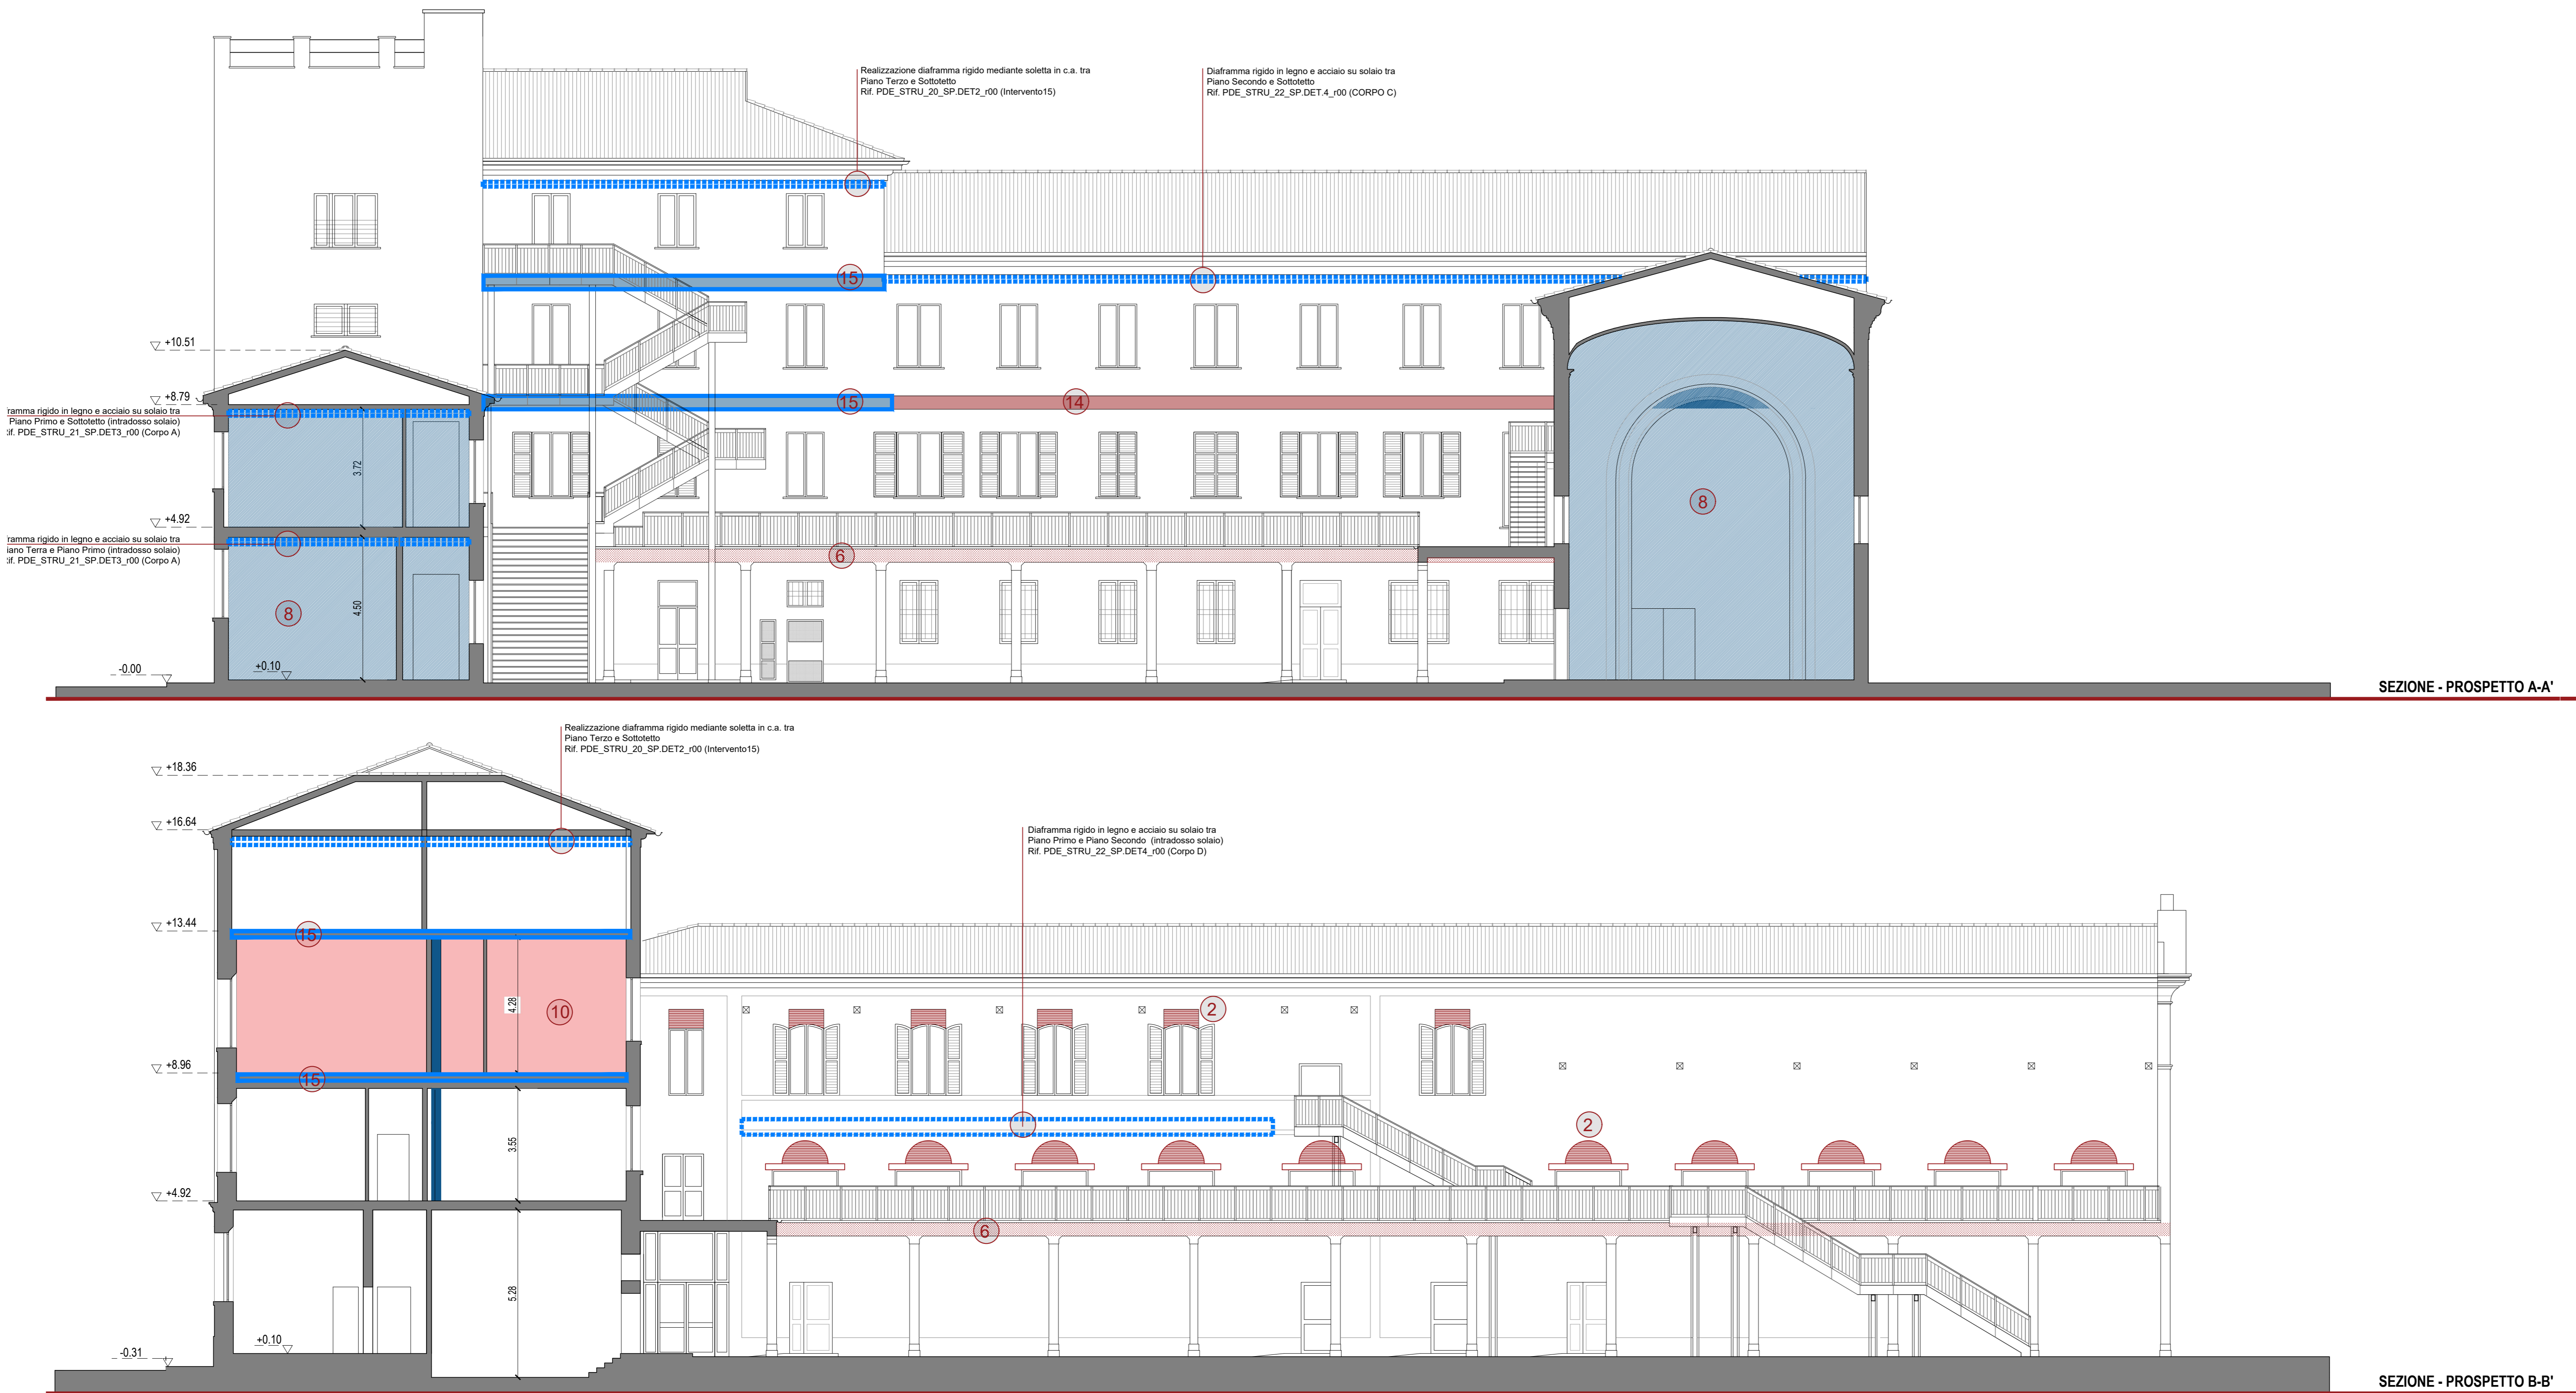 Realizzazione diaframma rigido mediante soletta in c.a. tra
Piano Terzo e Sottotetto
Rif. PDE_STRU_20_SP.DET2_r00 (Intervento15)
Diaframma rigido in legno e acciaio su solaio tra
Piano Secondo e Sottotetto
Rif. PDE_STRU_22_SP.DET.4_r00 (CORPO C)
15
+10.51
+8.79
15
14
rigido in legno e acciaio su solaio tra
Piano Primo e Sottotetto (intradosso solaio)
PDE_STRU_21_SP.DET3_r00 (Corpo A)
3.72
8
+4.92
rigido in legno e acciaio su solaio tra
Terra e Piano Primo (intradosso solaio)
PDE_STRU_21_SP.DET3_r00 (Corpo A)
6
8
4.50
-0.00
+0.10
SEZIONE - PROSPETTO A-A'
Realizzazione diaframma rigido mediante soletta in c.a. tra
Piano Terzo e Sottotetto
Rif. PDE_STRU_20_SP.DET2_r00 (Intervento15)
+18.36
+16.64
Diaframma rigido in legno e acciaio su solaio tra
Piano Primo e Piano Secondo (intradosso solaio)
Rif. PDE_STRU_22_SP.DET4_r00 (Corpo D)
+13.44
15
4.28
10
2
+8.96
15
2
3.55
+4.92
6
5.28
+0.10
-0.31
SEZIONE - PROSPETTO B-B'